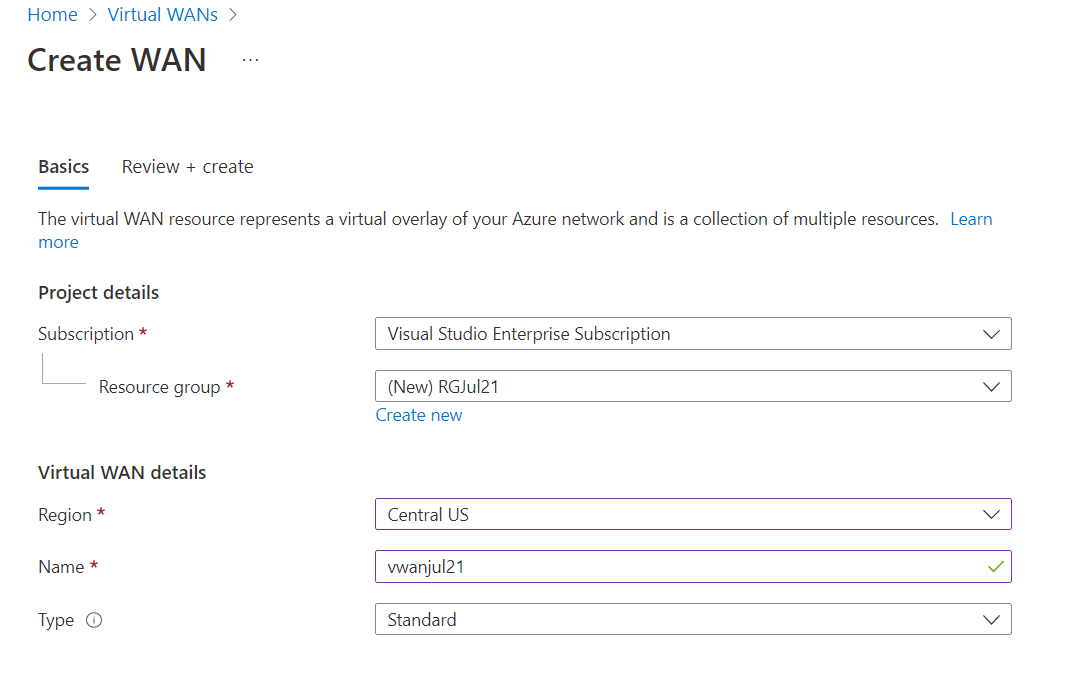 Home > Virtual WANs >
Create WAN ...
Basics Review + create
The virtual WAN resource represents a virtual overlay of your Azure network and is a collection of multiple resources. Learn
more
Project details
Subscription * Visual Studio Enterprise Subscription
Resource group * (New) RGJul21
Create new
Virtual WAN details
Region * Central US
Name * vwanjul21
Type Standard